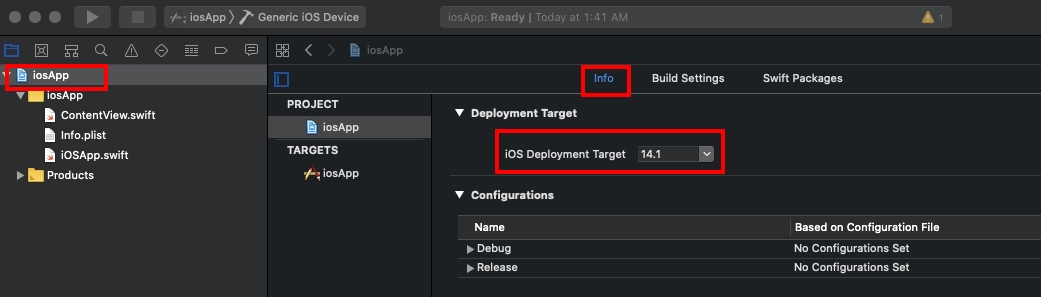 iosApp 〉 Generic iOS Device
iosApp: Ready | Today at 1:41 AM
1
iosApp
iosApp
ContentView.swift
Info.plist
iOSApp.swift
Products
iosApp
Info
Build Settings
Swift Packages
PROJECT
iosApp
TARGETS
iosApp
Deployment Target
iOS Deployment Target 14.1
Configurations
Name Based on Configuration File
Debug No Configurations Set
Release No Configurations Set